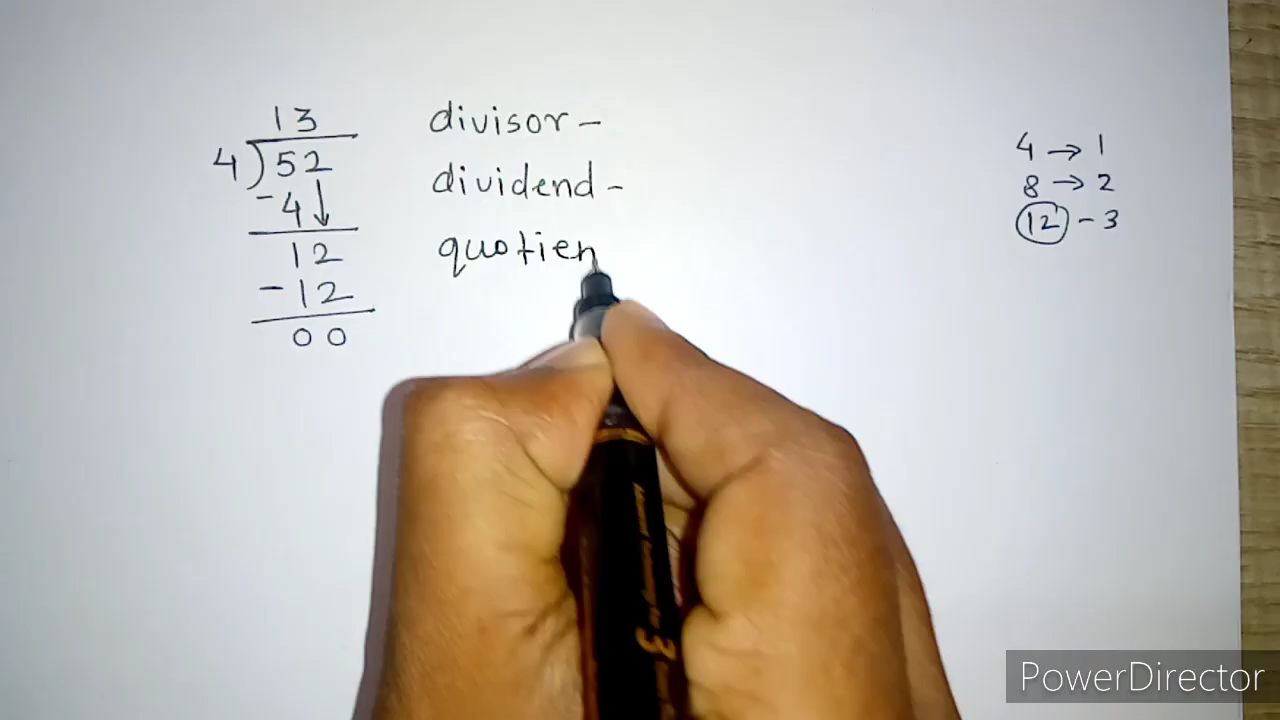 13
4)52
-4↓
12
-12
00
divisor -
dividend -
quotien
4 → 1
8 → 2
12 - 3
PowerDirector